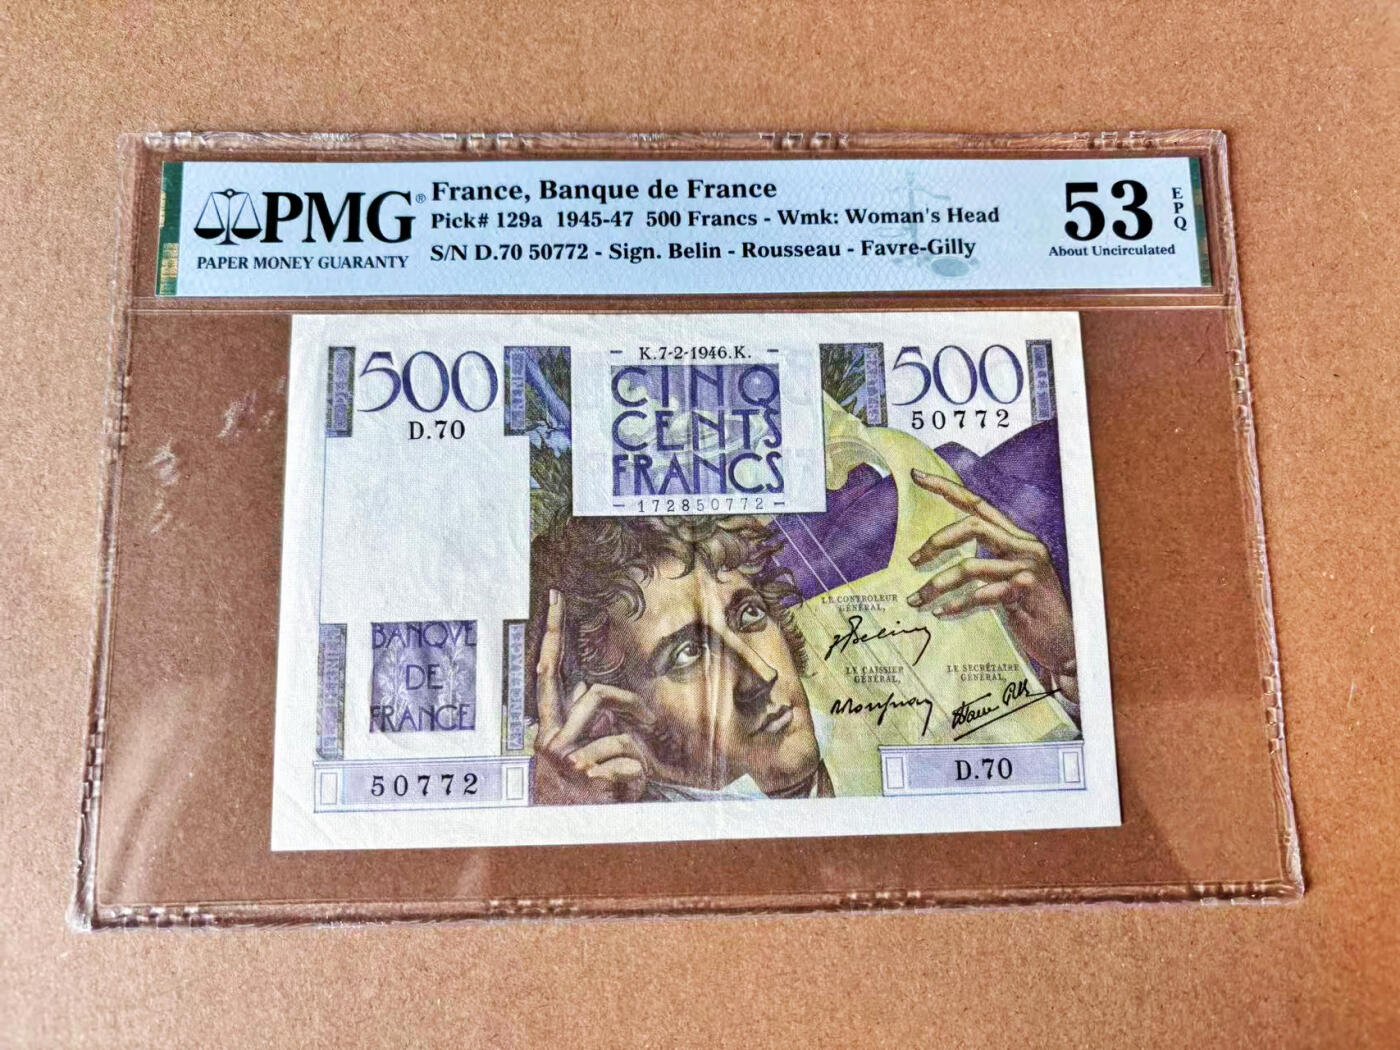 PMG®
PAPER MONEY GUARANTY
France, Banque de France
Pick# 129a 1945-47 500 Francs - Wmk: Woman's Head
S/N D.70 50772 - Sign. Belin - Rousseau - Favre-Gilly
53
EPQ
About Uncirculated
500
D.70
K.7-2-1946.K.
CINQ
CENTS
FRANCS
172850772
500
50772
LE CONTROLEUR
GÉNÉRAL,
LE CAISSIER
GÉNÉRAL,
LE SECRÉTAIRE
GÉNÉRAL,
BANQUE
DE
FRANCE
50772
D.70